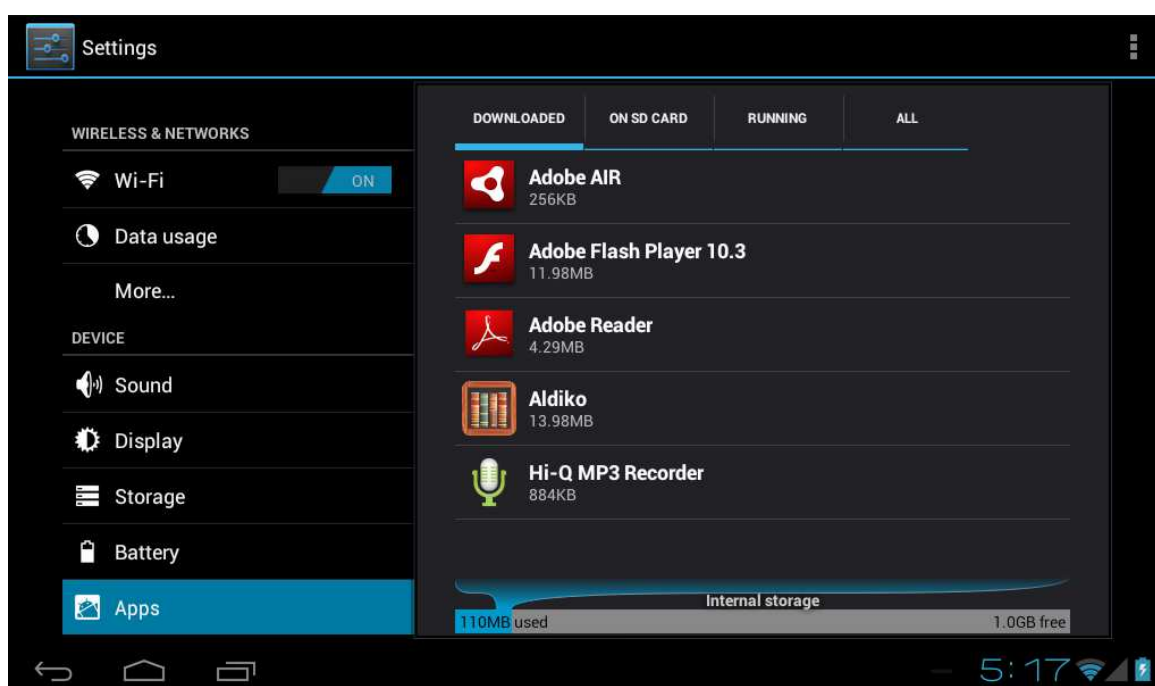 Settings
WIRELESS & NETWORKS
Wi-Fi
ON
Data usage
More...
DEVICE
Sound
Display
Storage
Battery
Apps
DOWNLOADED
ON SD CARD
RUNNING
ALL
Adobe AIR
256KB
Adobe Flash Player 10.3
11.98MB
Adobe Reader
4.29MB
Aldiko
13.98MB
Hi-Q MP3 Recorder
884KB
Internal storage
110MB used
1.0GB free
5:17